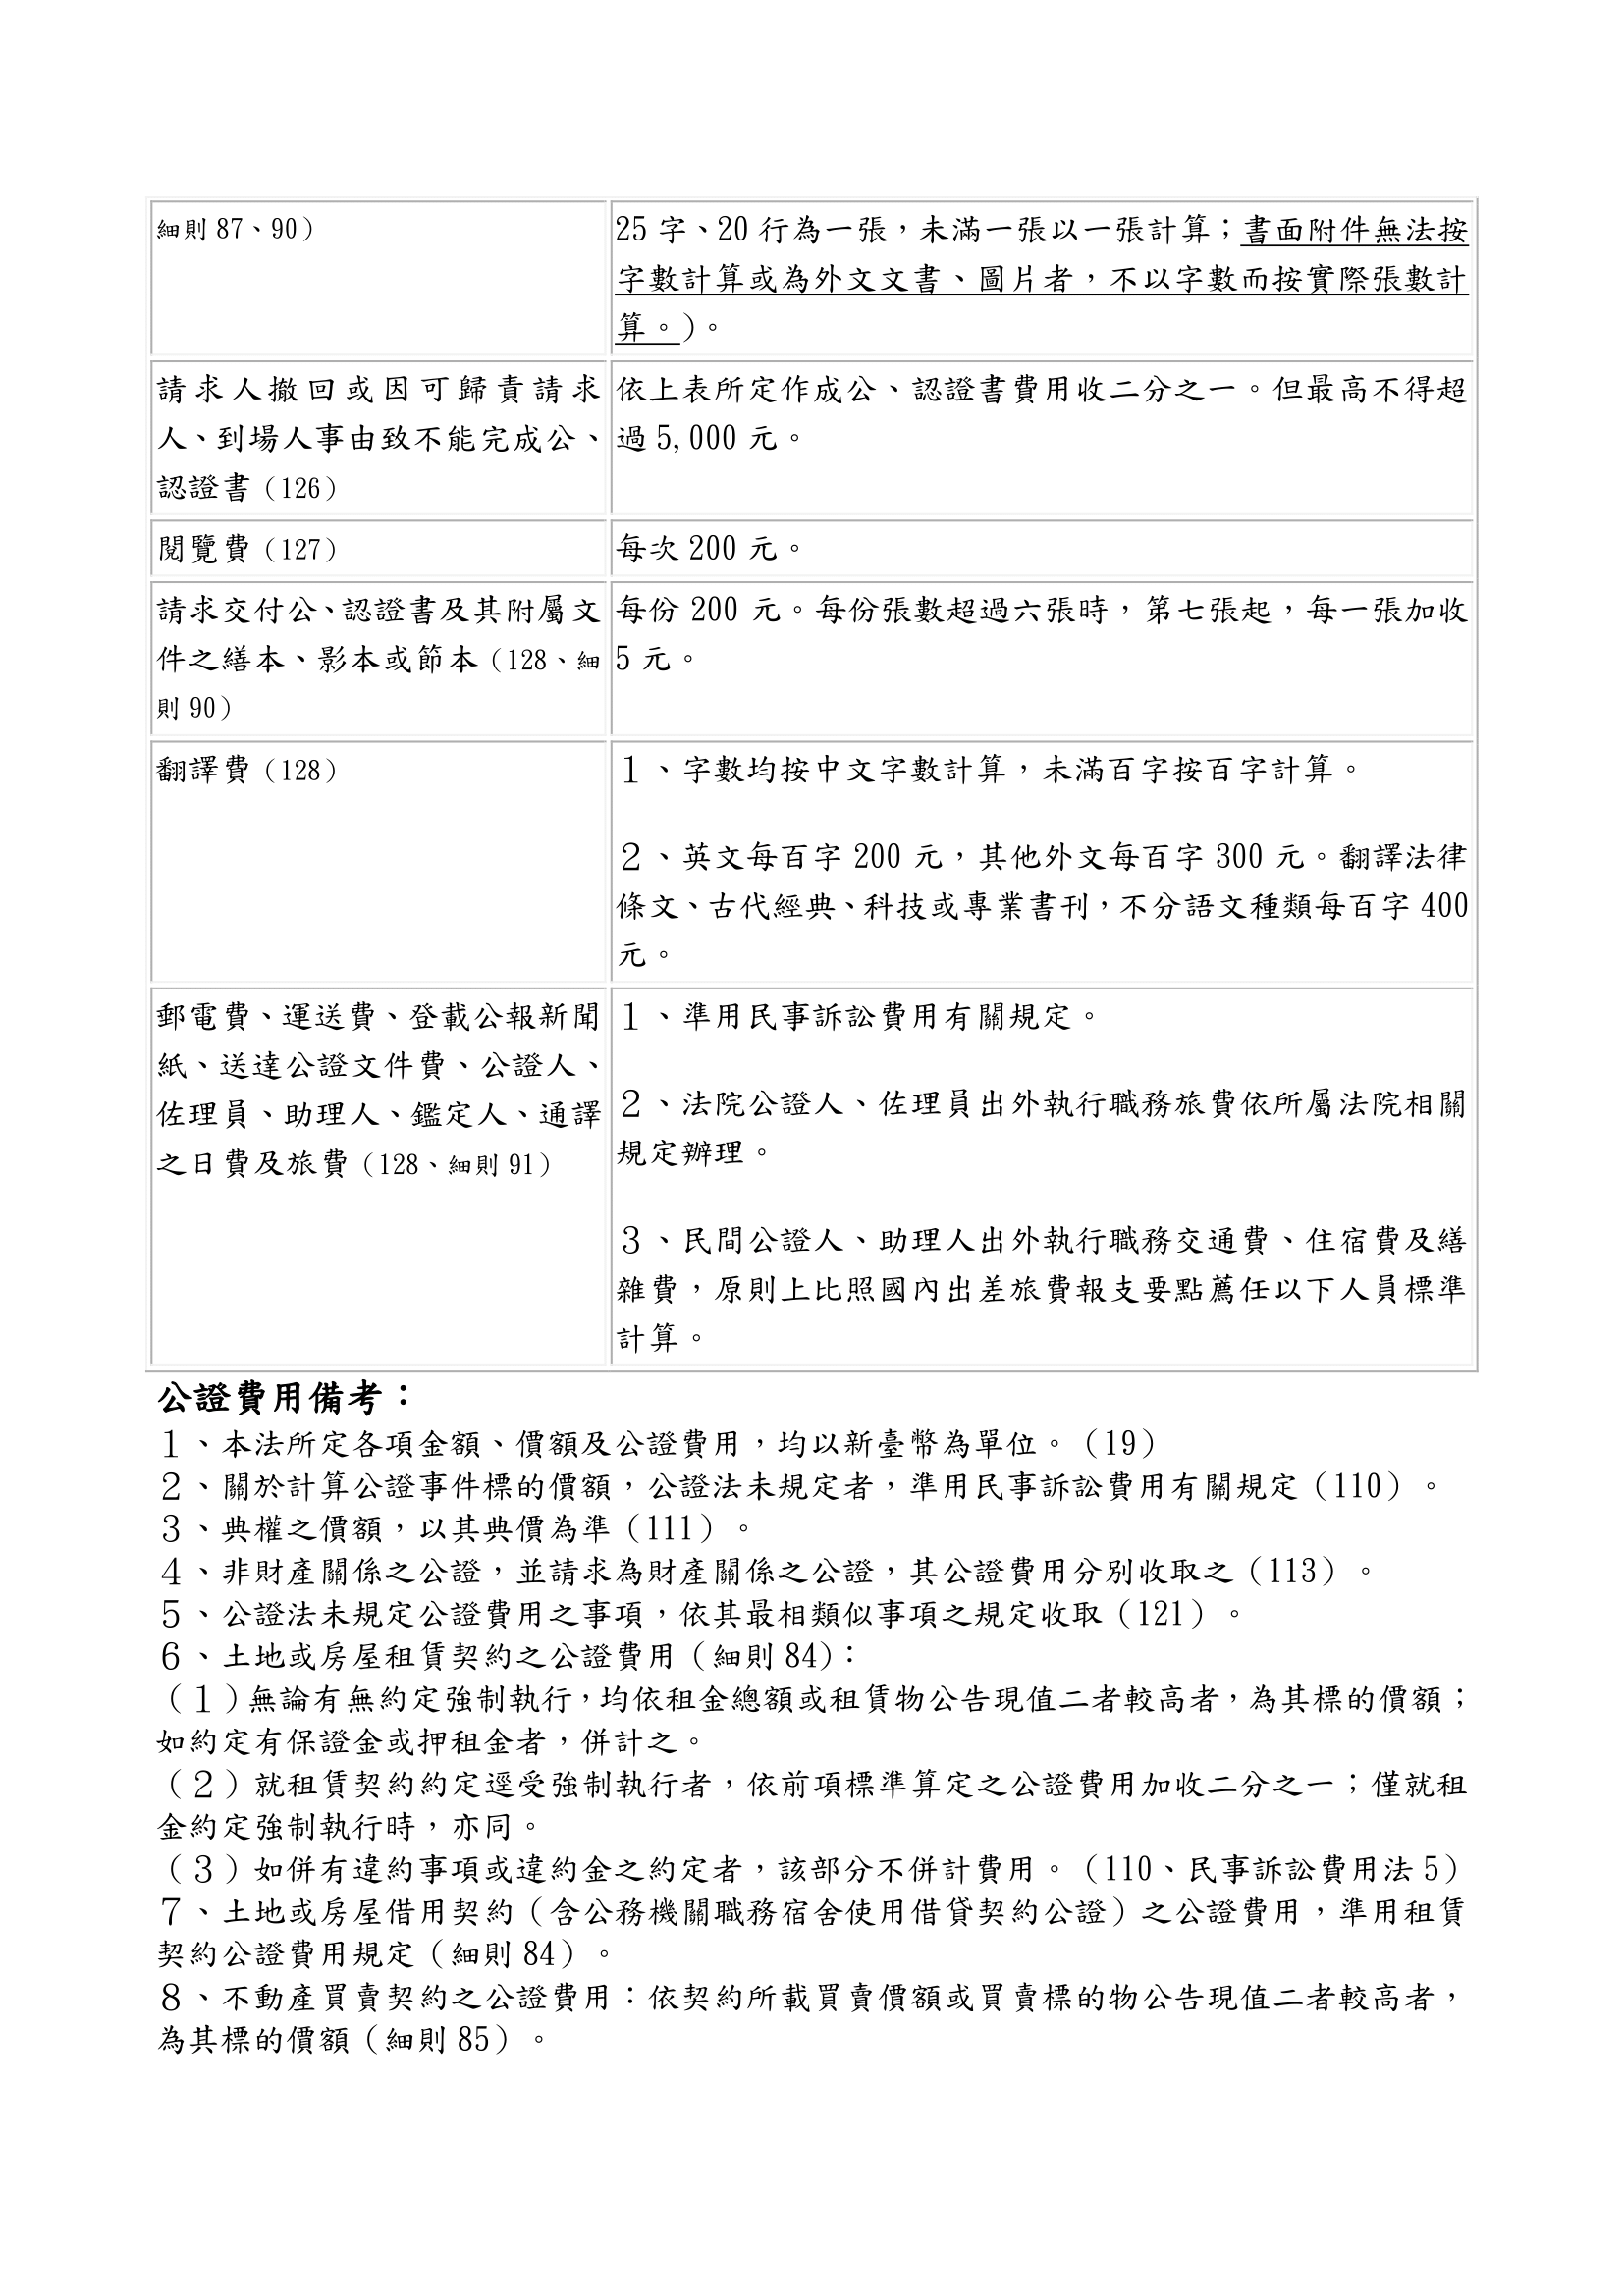 細則 87、90）
25 字、20 行為一張，未滿一張以一張計算；書面附件無法按
字數計算或為外文文書、圖片者，不以字數而按實際張數計
算。)。
請求人撤回或因可歸責請求
人、到場人事由致不能完成公、
認證書（126）
依上表所定作成公、認證書費用收二分之一。但最高不得超
過 5,000 元。
閱覽費（127）
每次 200 元。
請求交付公、認證書及其附屬文
件之繕本、影本或節本（128、細
則 90）
每份 200 元。每份張數超過六張時，第七張起，每一張加收
5 元。
翻譯費（128）
１、字數均按中文字數計算，未滿百字按百字計算。
２、英文每百字 200 元，其他外文每百字 300 元。翻譯法律
條文、古代經典、科技或專業書刊，不分語文種類每百字 400
元。
郵電費、運送費、登載公報新聞
紙、送達公證文件費、公證人、
佐理員、助理人、鑑定人、通譯
之日費及旅費（128、細則 91）
１、準用民事訴訟費用有關規定。
２、法院公證人、佐理員出外執行職務旅費依所屬法院相關
規定辦理。
３、民間公證人、助理人出外執行職務交通費、住宿費及繕
雜費，原則上比照國內出差旅費報支要點薦任以下人員標準
計算。
公證費用備考：
１、本法所定各項金額、價額及公證費用，均以新臺幣為單位。（19）
２、關於計算公證事件標的價額，公證法未規定者，準用民事訴訟費用有關規定（110）。
３、典權之價額，以其典價為準（111）。
４、非財產關係之公證，並請求為財產關係之公證，其公證費用分別收取之（113）。
５、公證法未規定公證費用之事項，依其最相類似事項之規定收取（121）。
６、土地或房屋租賃契約之公證費用（細則 84)：
（１）無論有無約定強制執行，均依租金總額或租賃物公告現值二者較高者，為其標的價額；
如約定有保證金或押租金者，併計之。
（２）就租賃契約約定逕受強制執行者，依前項標準算定之公證費用加收二分之一；僅就租
金約定強制執行時，亦同。
（３）如併有違約事項或違約金之約定者，該部分不併計費用。（110、民事訴訟費用法 5）
７、土地或房屋借用契約（含公務機關職務宿舍使用借貸契約公證）之公證費用，準用租賃
契約公證費用規定（細則 84）。
８、不動產買賣契約之公證費用：依契約所載買賣價額或買賣標的物公告現值二者較高者，
為其標的價額（細則 85）。